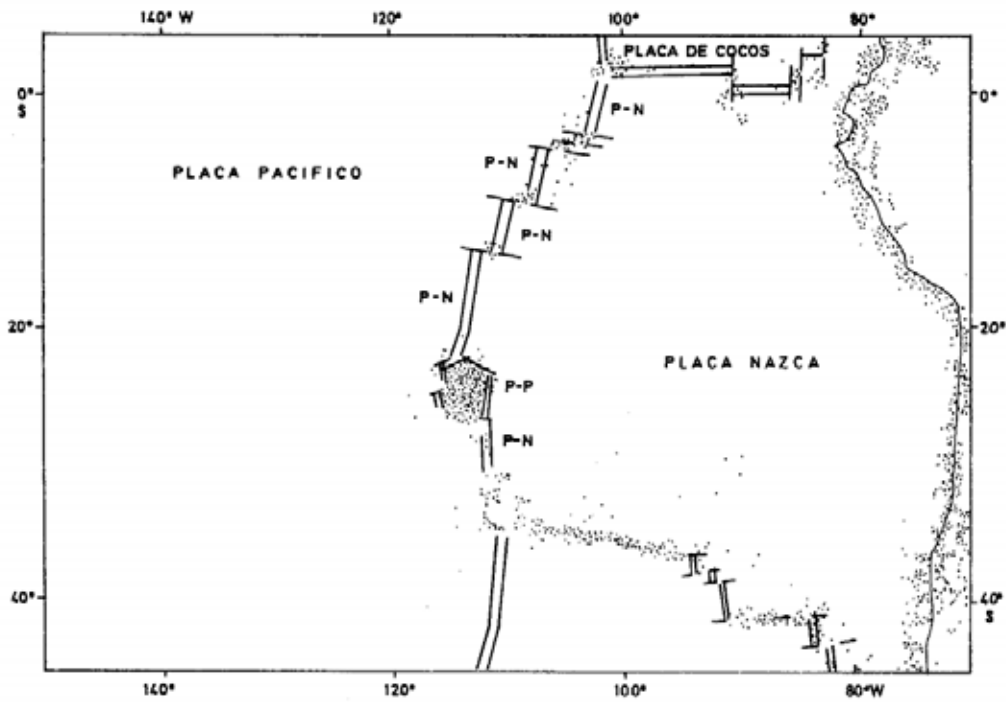 140° W 120° 100° 80°
PLACA DE COCOS
0°
S
0°
P-N
P-N
PLACA PACIFICO
P-N
P-N
20°
20°
PLACA NAZCA
P-P
P-N
40°
40°
S
140° 120° 100° 80°W